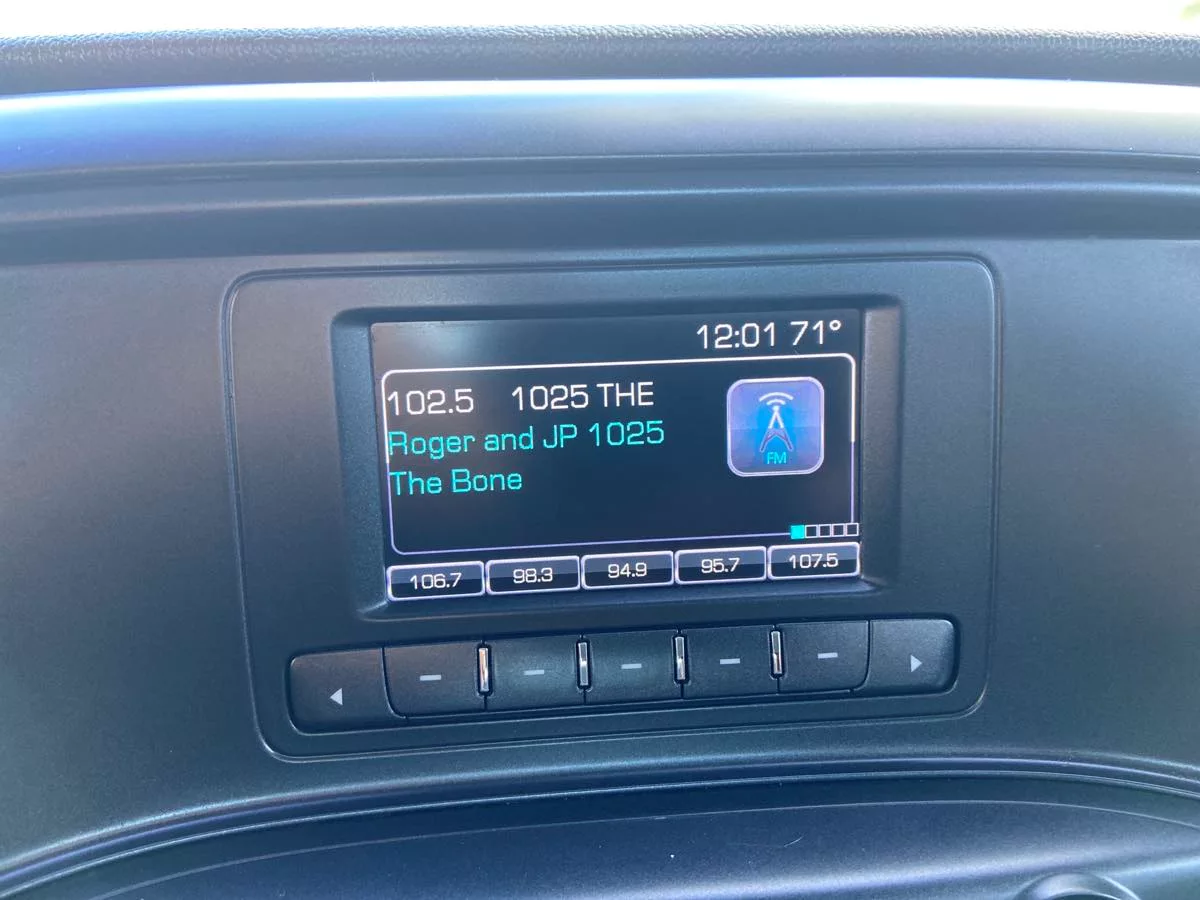 12:01 71°
102.5 1025 THE
Roger and JP 1025
The Bone
FM
106.7 98.3 94.9 95.7 107.5